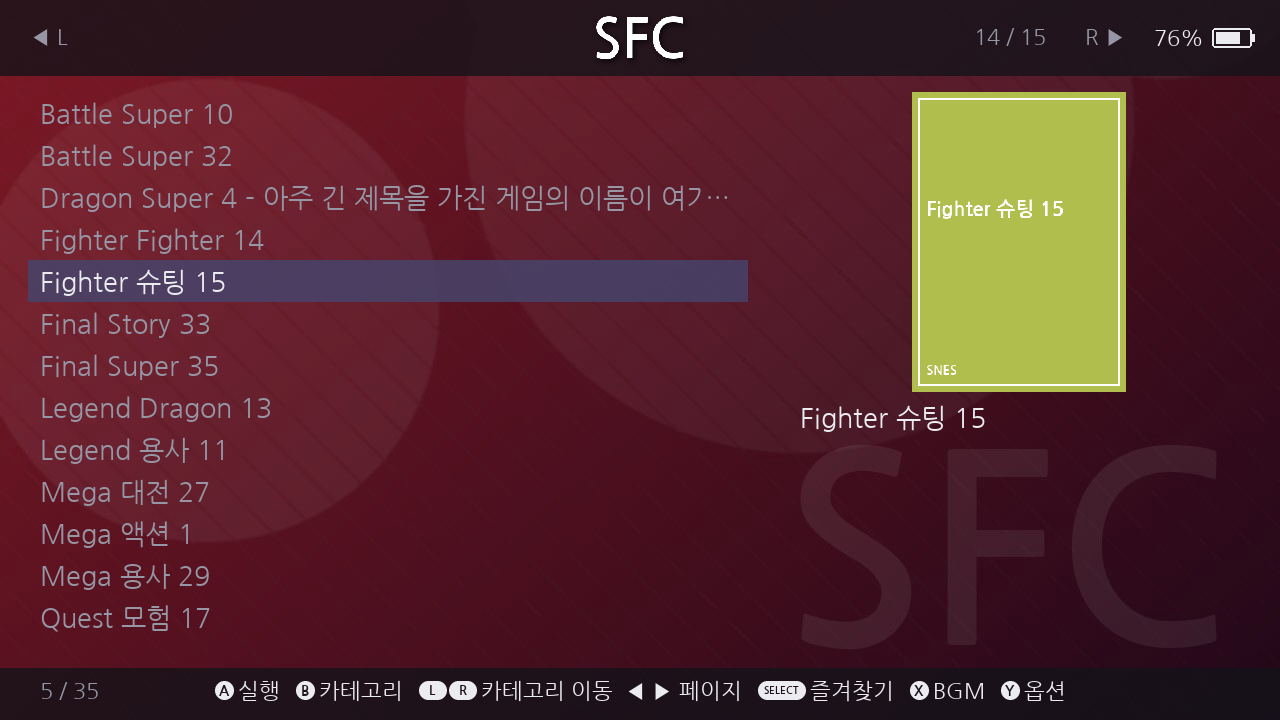 ◀ L
SFC
14 / 15
R ▶
76%
Battle Super 10
Battle Super 32
Dragon Super 4 - 아주 긴 제목을 가진 게임의 이름이 여기…
Fighter Fighter 14
Fighter 슈팅 15
Final Story 33
Final Super 35
Legend Dragon 13
Legend 용사 11
Mega 대전 27
Mega 액션 1
Mega 용사 29
Quest 모험 17
Fighter 슈팅 15
SNES
Fighter 슈팅 15
SFC
5 / 35
A 실행 B 카테고리 L R 카테고리 이동 ◀ ▶ 페이지 SELECT 즐겨찾기 X BGM Y 옵션